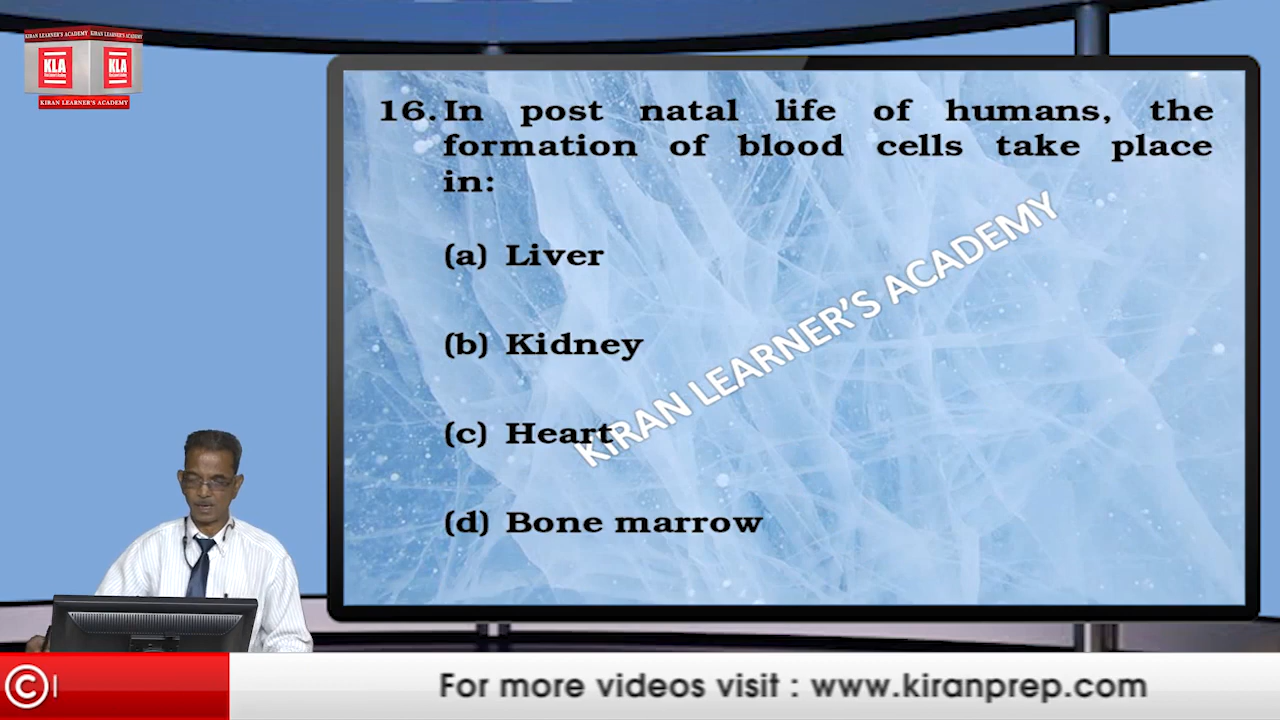 KIRAN LEARNER'S ACADEMY KIRAN LEARNER'S ACADEMY
KLA KLA
KIRAN LEARNER'S ACADEMY
16. In post natal life of humans, the
formation of blood cells take place
in:
(a) Liver
(b) Kidney
(c) Heart
(d) Bone marrow
KIRAN LEARNER'S ACADEMY
©
For more videos visit : www.kiranprep.com